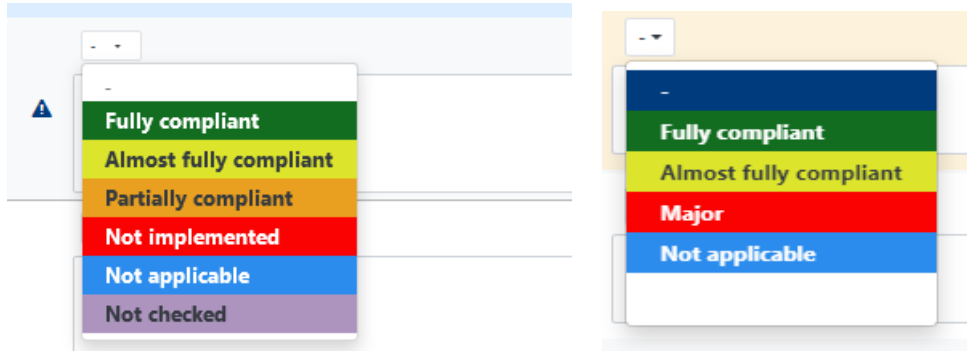 -
-
Fully compliant
Almost fully compliant
Partially compliant
Not implemented
Not applicable
Not checked
-
-
Fully compliant
Almost fully compliant
Major
Not applicable